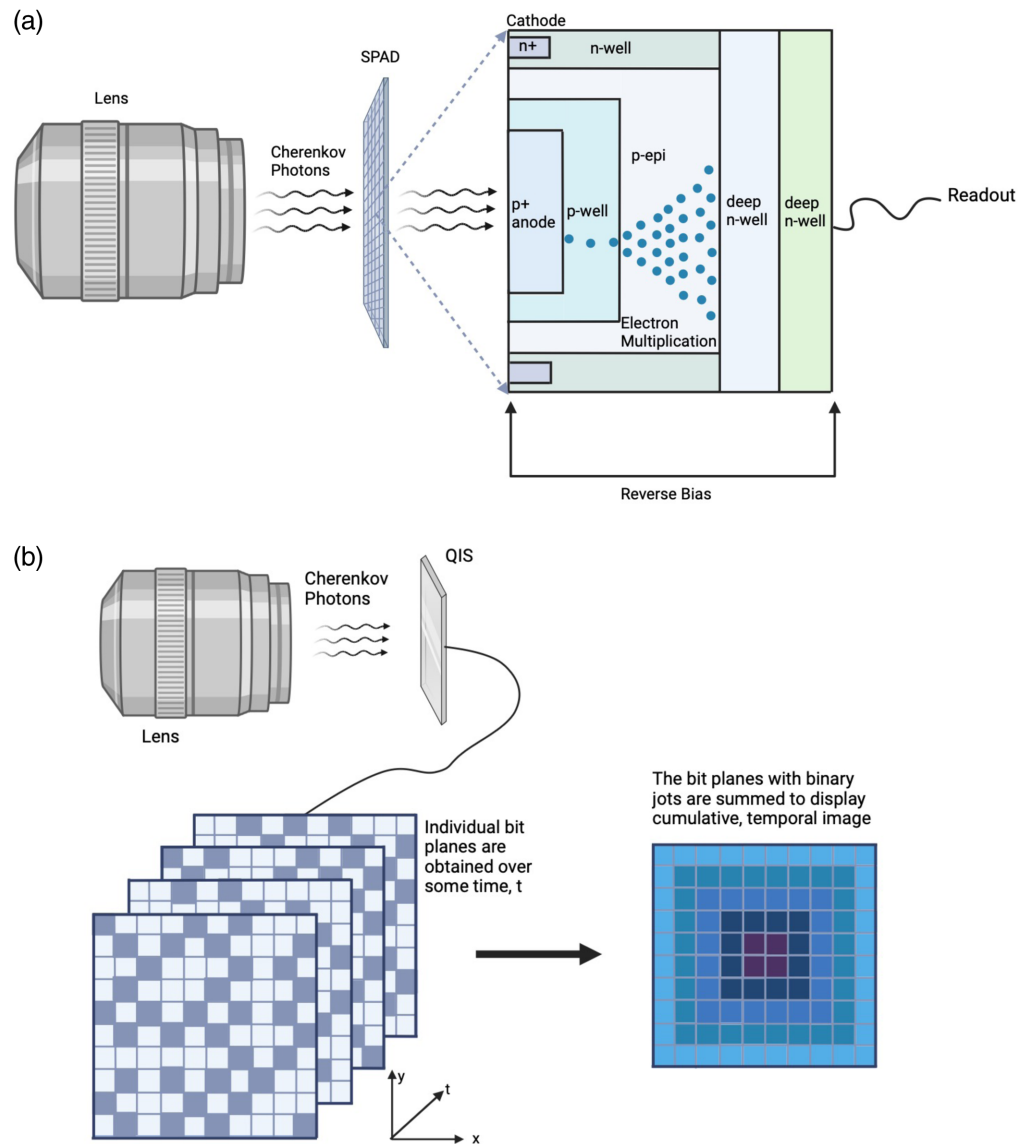 (a)
Cathode
n+
n-well
SPAD
Lens
Cherenkov
Photons
p-epi
p+
anode
p-well
deep
n-well
deep
n-well
Readout
Electron
Multiplication
Reverse Bias
(b)
QIS
Cherenkov
Photons
Lens
The bit planes with binary
jots are summed to display
cumulative, temporal image
Individual bit
planes are
obtained over
some time, t
y
t
x